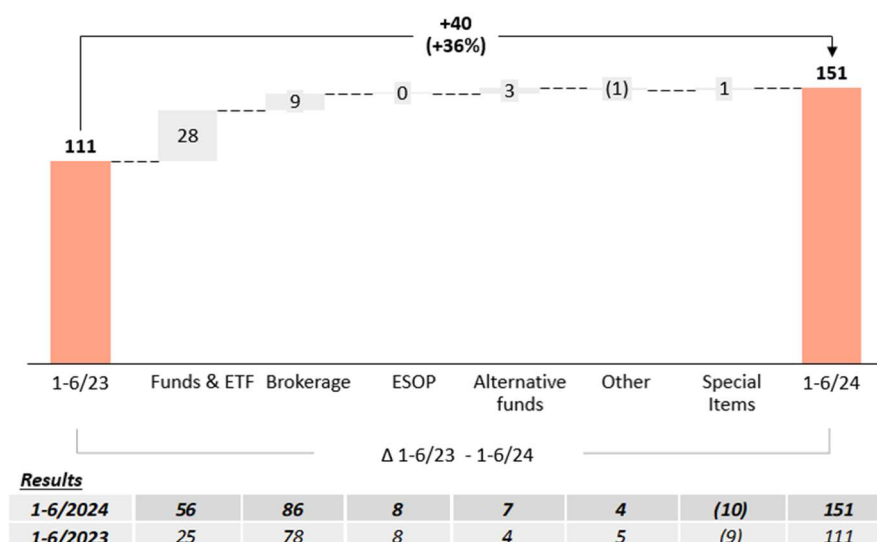 +40
(+36%)
151
111
28
9
0
3
(1)
1
1-6/23 Funds & ETF Brokerage ESOP Alternative funds Other Special Items 1-6/24
Δ 1-6/23 - 1-6/24
Results
1-6/2024 56 86 8 7 4 (10) 151
1-6/2023 25 78 8 4 5 (9) 111